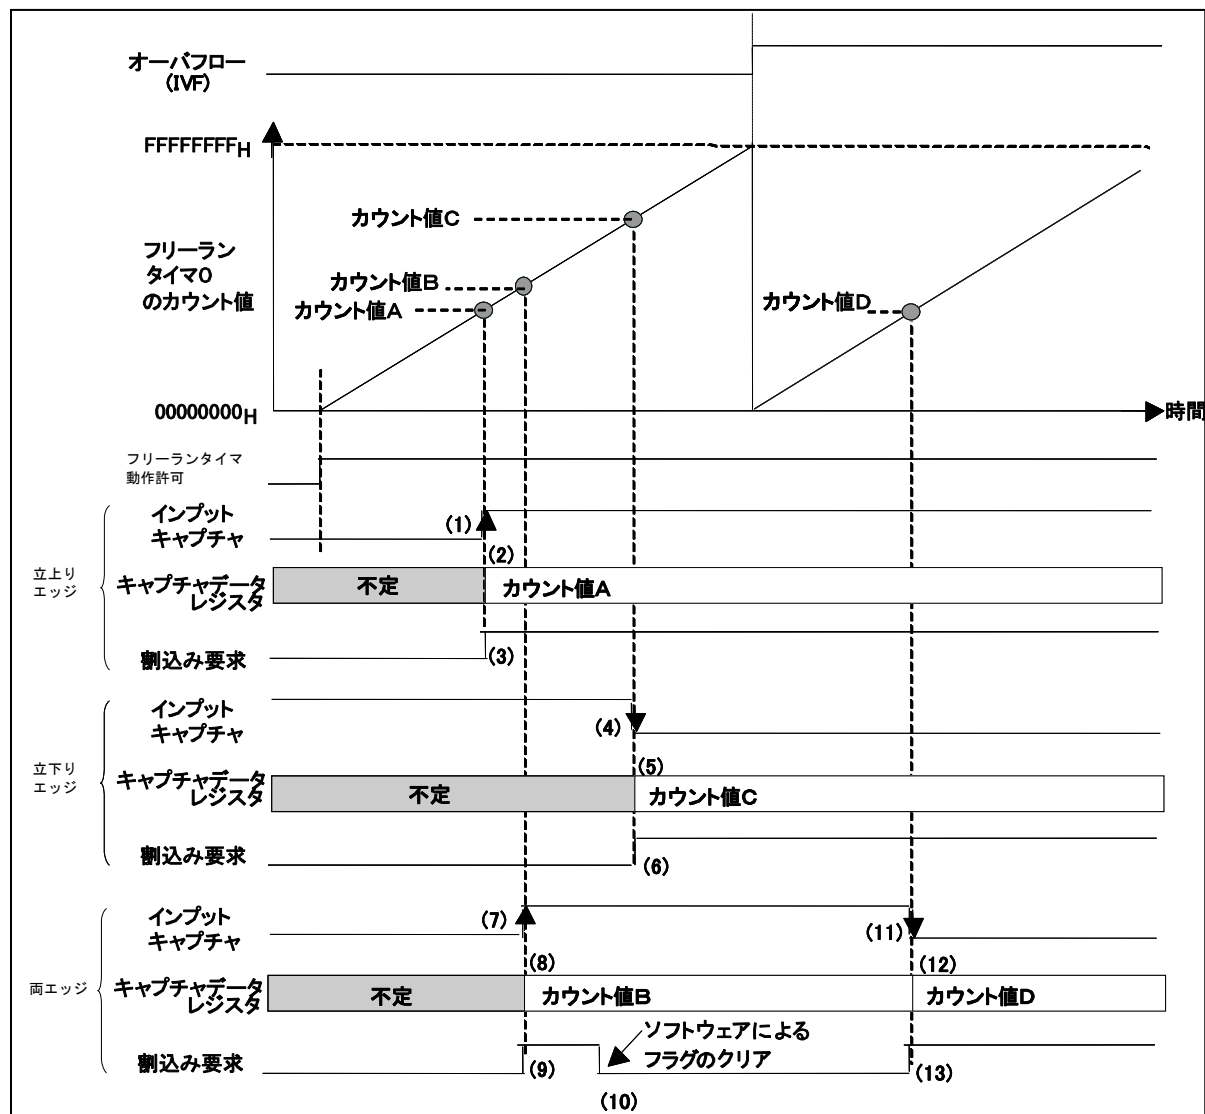 オーバフロー
(IVF)
FFFFFFFFH
カウント値C
フリーラン
タイマ0
のカウント値
カウント値B
カウント値A
カウント値D
00000000H
時間
フリーランタイマ
動作許可
立上り
エッジ
インプット
キャプチャ
(1)
(2)
キャプチャデータ
レジスタ
不定
カウント値A
割込み要求
(3)
立下り
エッジ
インプット
キャプチャ
(4)
(5)
キャプチャデータ
レジスタ
不定
カウント値C
割込み要求
(6)
両エッジ
インプット
キャプチャ
(7)
(11)
(8)
(12)
キャプチャデータ
レジスタ
不定
カウント値B
カウント値D
割込み要求
(9)
ソフトウェアによる
フラグのクリア
(13)
(10)